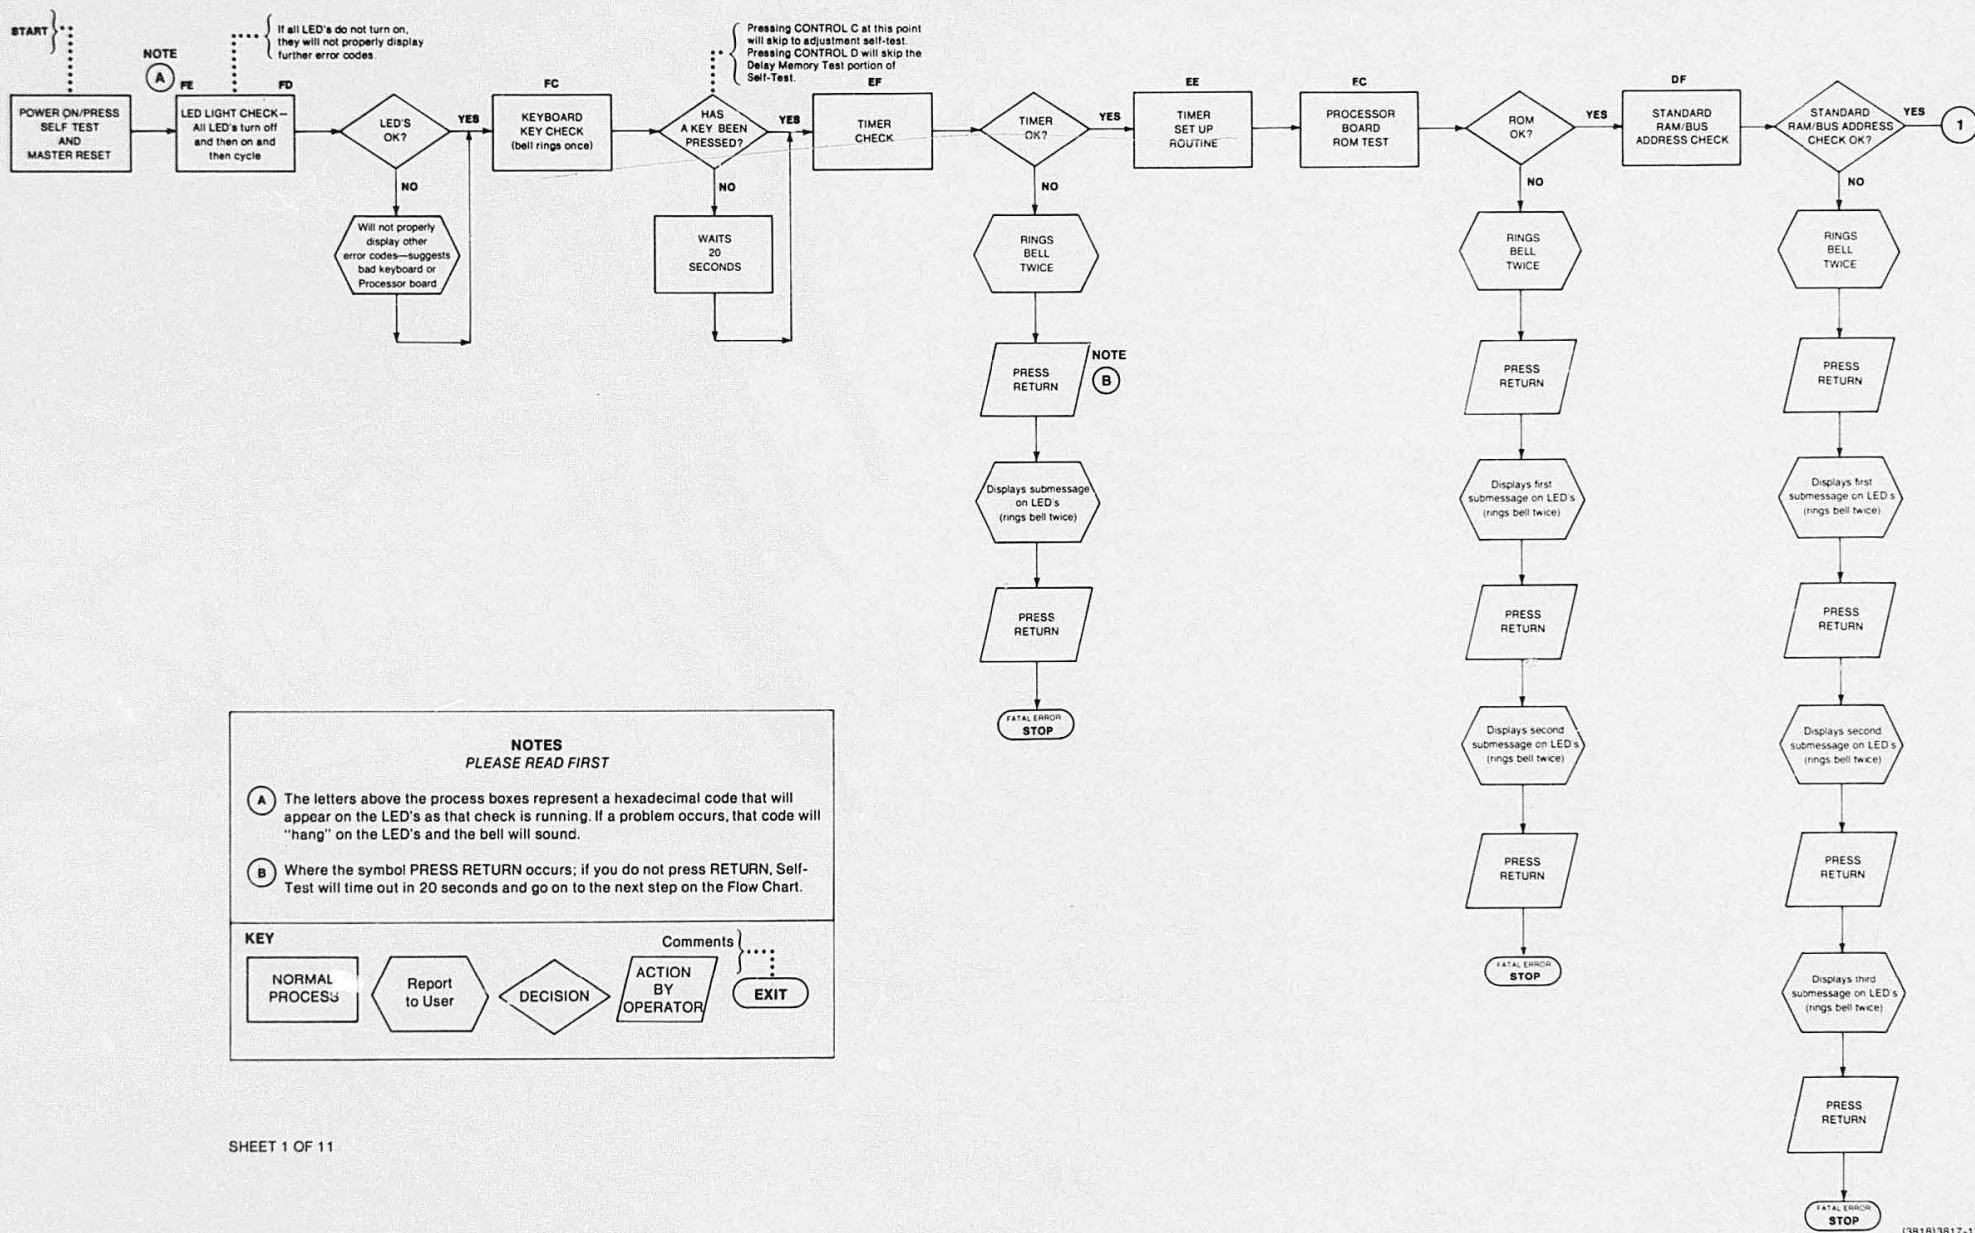 START
If all LED's do not turn on,
they will not properly display
further error codes.
NOTE
A
FE
FD
POWER ON/PRESS
SELF TEST
AND
MASTER RESET
LED LIGHT CHECK—
All LED's turn off
and then on and
then cycle
LED'S
OK?
YES
NO
Will not properly
display other
error codes—suggests
bad keyboard or
Processor board
FC
KEYBOARD
KEY CHECK
(bell rings once)
Pressing CONTROL C at this point
will skip to adjustment self-test.
Pressing CONTROL D will skip the
Delay Memory Test portion of
Self-Test.
HAS
A KEY BEEN
PRESSED?
YES
NO
WAITS
20
SECONDS
EF
TIMER
CHECK
TIMER
OK?
YES
NO
RINGS
BELL
TWICE
PRESS
RETURN
NOTE
B
Displays submessage
on LED's
(rings bell twice)
PRESS
RETURN
FATAL ERROR
STOP
EE
TIMER
SET UP
ROUTINE
EC
PROCESSOR
BOARD
ROM TEST
ROM
OK?
YES
NO
RINGS
BELL
TWICE
PRESS
RETURN
Displays first
submessage on LED's
(rings bell twice)
PRESS
RETURN
Displays second
submessage on LED's
(rings bell twice)
PRESS
RETURN
FATAL ERROR
STOP
DF
STANDARD
RAM/BUS
ADDRESS CHECK
STANDARD
RAM/BUS ADDRESS
CHECK OK?
YES
1
NO
RINGS
BELL
TWICE
PRESS
RETURN
Displays first
submessage on LED's
(rings bell twice)
PRESS
RETURN
Displays second
submessage on LED's
(rings bell twice)
PRESS
RETURN
Displays third
submessage on LED's
(rings bell twice)
PRESS
RETURN
FATAL ERROR
STOP
NOTES
PLEASE READ FIRST
A The letters above the process boxes represent a hexadecimal code that will
appear on the LED's as that check is running. If a problem occurs, that code will
"hang" on the LED's and the bell will sound.
B Where the symbol PRESS RETURN occurs; if you do not press RETURN, Self-
Test will time out in 20 seconds and go on to the next step on the Flow Chart.
KEY
NORMAL
PROCESS
Report
to User
DECISION
ACTION
BY
OPERATOR
Comments
EXIT
SHEET 1 OF 11